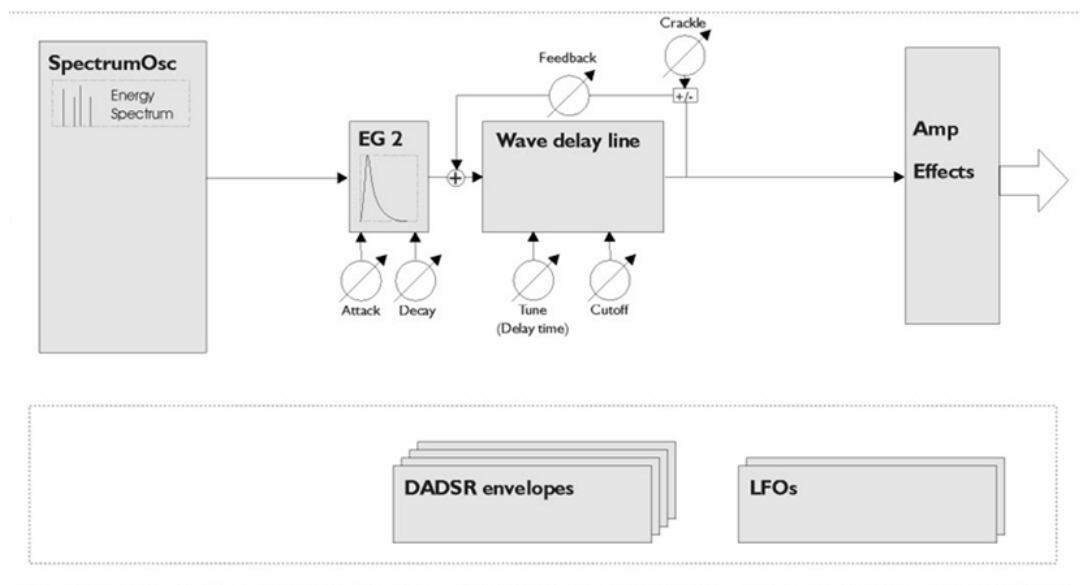 SpectrumOsc
Energy
Spectrum
EG 2
Attack
Decay
Feedback
Crackle
+/-
+
Wave delay line
Tune
(Delay time)
Cutoff
Amp
Effects
DADSR envelopes
LFOs